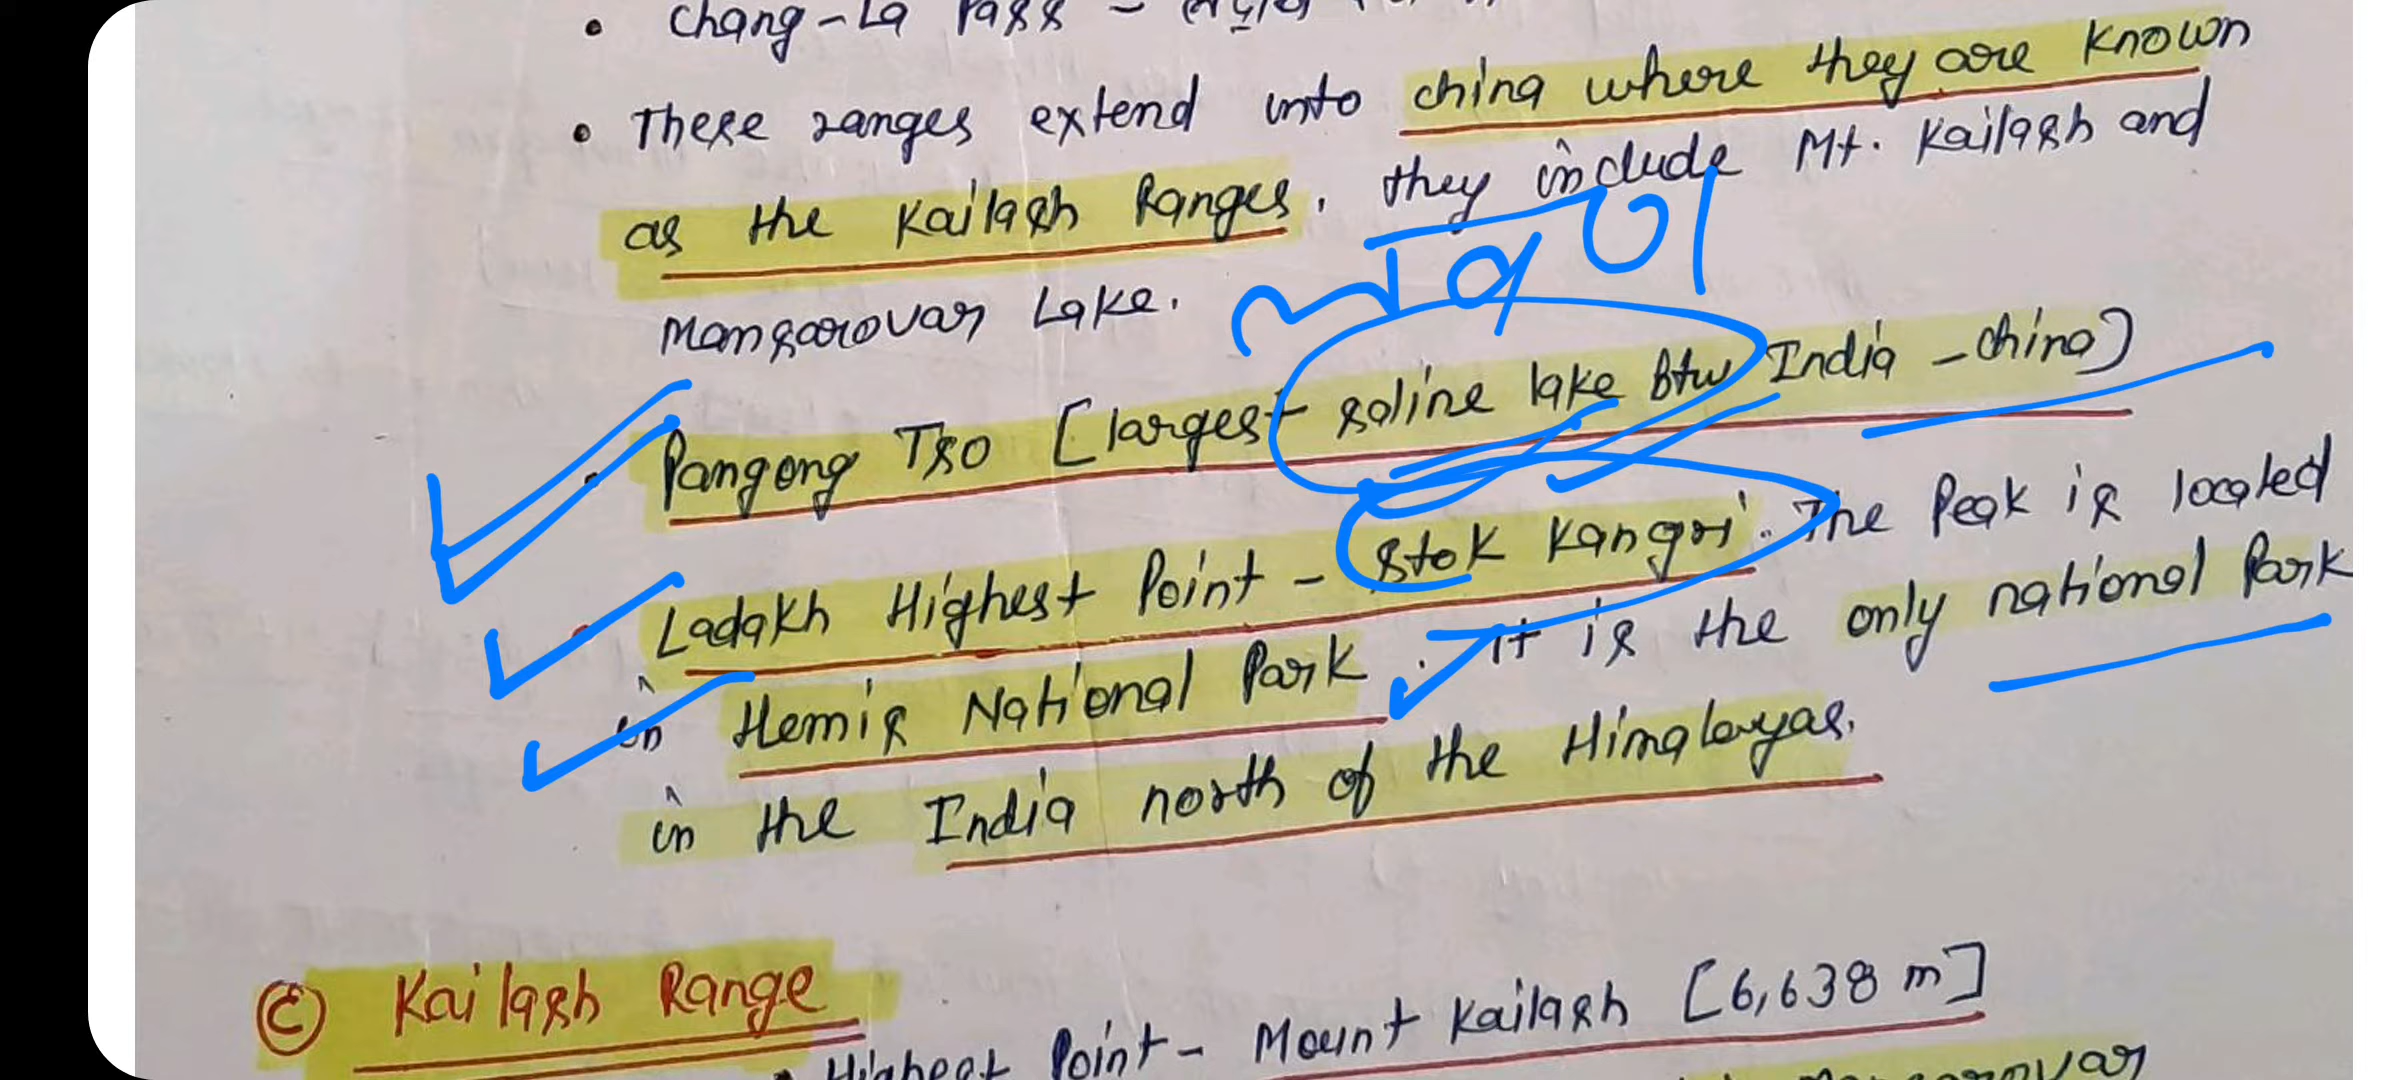 • Chang-La Pass -
• These ranges extend into china where they are known
as the Kailash Ranges. they include Mt. Kailash and
Mansarovar Lake.
• Pangong Tso [largest saline lake Btw India - China]
• Ladakh Highest Point - Stok Kangri. The Peak is located
in Hemis National Park. It is the only national Park
in the India north of the Himalayas.
(C) Kailash Range
• Highest Point - Mount Kailash [6,638 m]